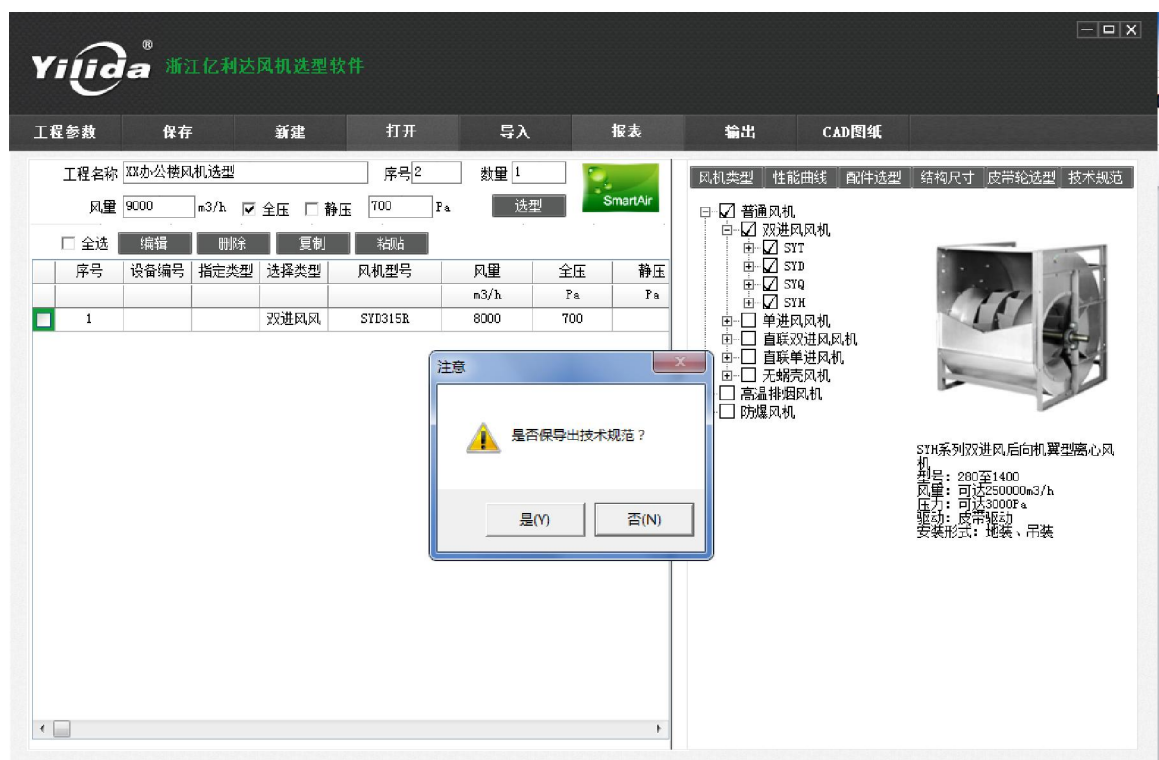 Yilida ® 浙江亿利达风机选型软件
工程参数 保存 新建 打开 导入 报表 输出 CAD图纸
工程名称 XX办公楼风机选型 序号 2 数量 1
风量 9000 m3/h 全压 静压 700 Pa 选型
SmartAir
全选 编辑 删除 复制 粘贴
序号 设备编号 指定类型 选择类型 风机型号 风量 全压 静压
m3/h Pa Pa
1 双进风风 SYD315R 8000 700
注意
是否保导出技术规范？
是(Y) 否(N)
风机类型 性能曲线 配件选型 结构尺寸 皮带轮选型 技术规范
普通风机
双进风风机
SYT
SYD
SYQ
SYH
单进风风机
直联双进风风机
直联单进风机
无蜗壳风机
高温排烟风机
防爆风机
SYH系列双进风后向机翼型离心风
机
型号：280至1400
风量：可达250000m3/h
压力：可达3000Pa
驱动：皮带驱动
安装形式：地装、吊装